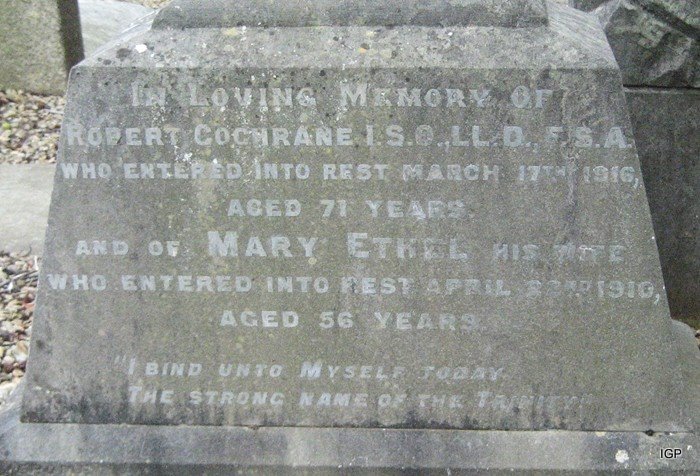 In Loving Memory Of
Robert Cochrane I.S.O., LL.D., F.S.A.
who entered into rest March 17th 1916,
aged 71 years.
and of Mary Ethel his wife
who entered into rest April 22nd 1910,
aged 56 years.
"I bind unto Myself today
The strong name of the Trinity"
IGP